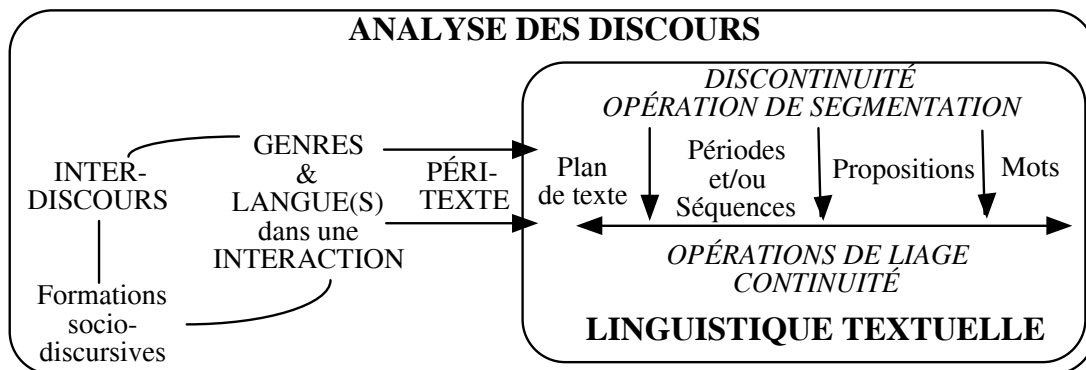 ANALYSE DES DISCOURS
INTER-
DISCOURS
Formations
socio-
discursives
GENRES
&
LANGUE(S)
dans une
INTERACTION
PÉRI-
TEXTE
DISCONTINUITÉ
OPÉRATION DE SEGMENTATION
Plan
de texte
Périodes
et/ou
Séquences
Propositions
Mots
OPÉRATIONS DE LIAGE
CONTINUITÉ
LINGUISTIQUE TEXTUELLE